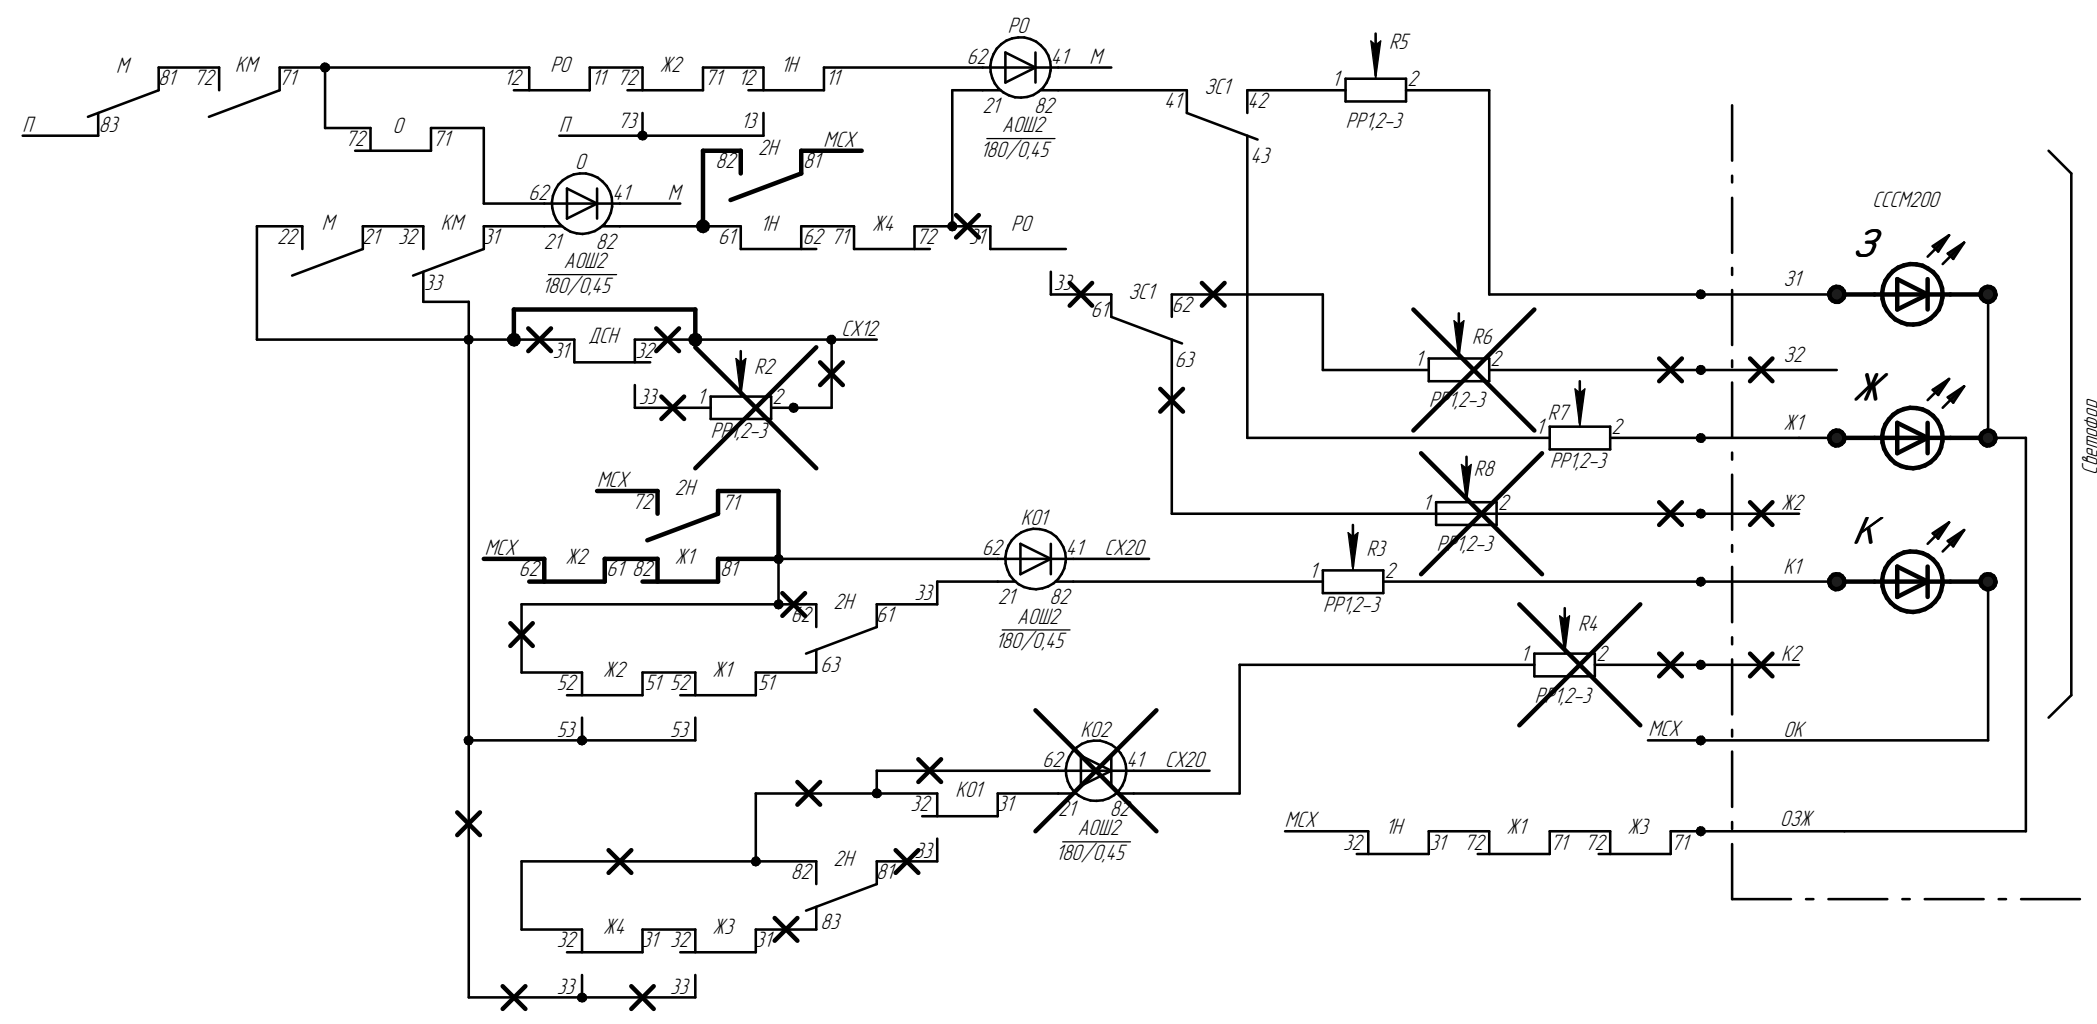 РО
М 81 72 КМ 71 12 РО 11 72 Ж2 71 12 1Н 11 62 41 М
П 83 72 О 71 П 73 13 21 82
АОШ2
180/0,45
41 ЗС1 42 1 R5 2
РР1,2-3
43
О
62 41 М 82 2Н 81 МСХ
22 М 21 32 КМ 31 21 82 61 1Н 62 71 Ж4 72 31 РО
АОШ2
180/0,45
33
33 61 ЗС1 62
63
СССМ200
З
З1
31 ДСН 32 СХ12
33 1 R2 2
РР1,2-3
1 R6 2 З2
РР1,2-3
Ж
1 R7 2 Ж1
РР1,2-3
Светофор
МСХ 72 2Н 71
1 R8 2 Ж2
РР1,2-3
К
МСХ 62 Ж2 61 82 Ж1 81
К01
62 41 СХ20
21 82
АОШ2
180/0,45
1 R3 2 К1
РР1,2-3
62 2Н 61 33
63
52 Ж2 51 52 Ж1 51
53 53
1 R4 2 К2
РР1,2-3
МСХ ОК
К02
62 41 СХ20
32 К01 31 21 82
АОШ2
180/0,45
33
МСХ 32 1Н 31 72 Ж1 71 72 Ж3 71 ОЗЖ
82 2Н 81
83
32 Ж4 31 32 Ж3 31
33 33